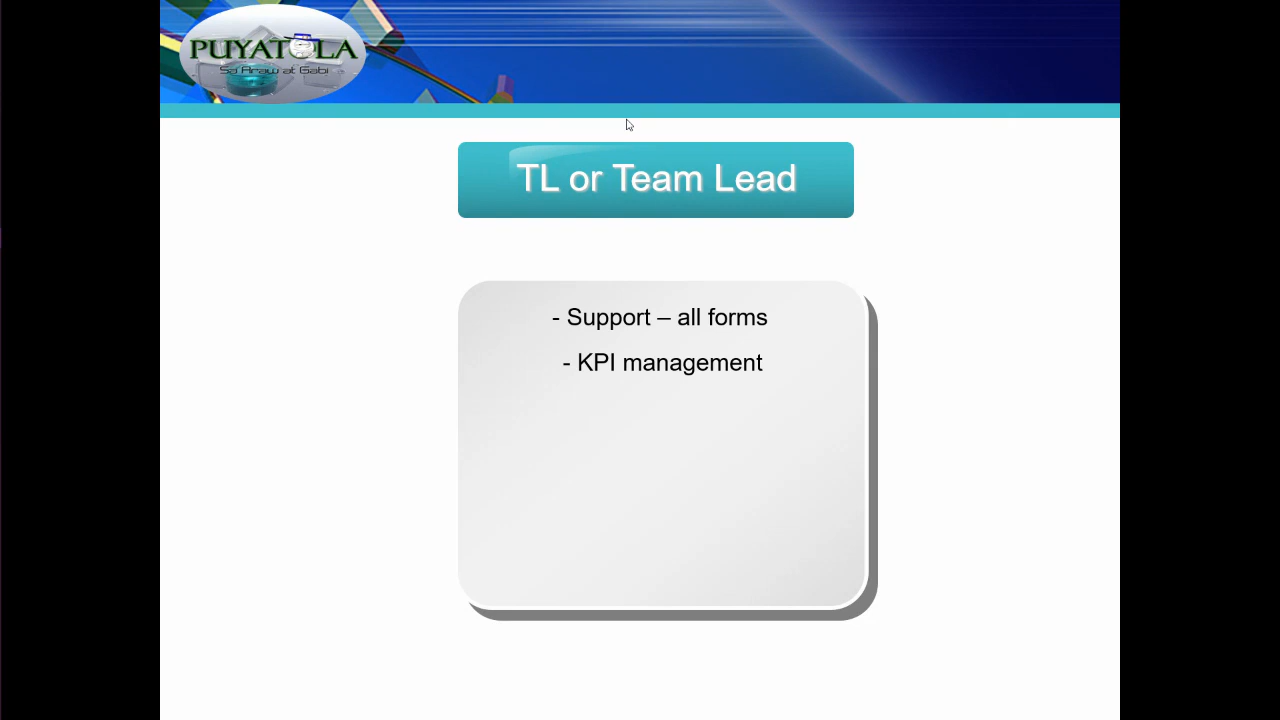 PUYATOLA
Sa Araw at Gabi
TL or Team Lead
- Support – all forms
- KPI management